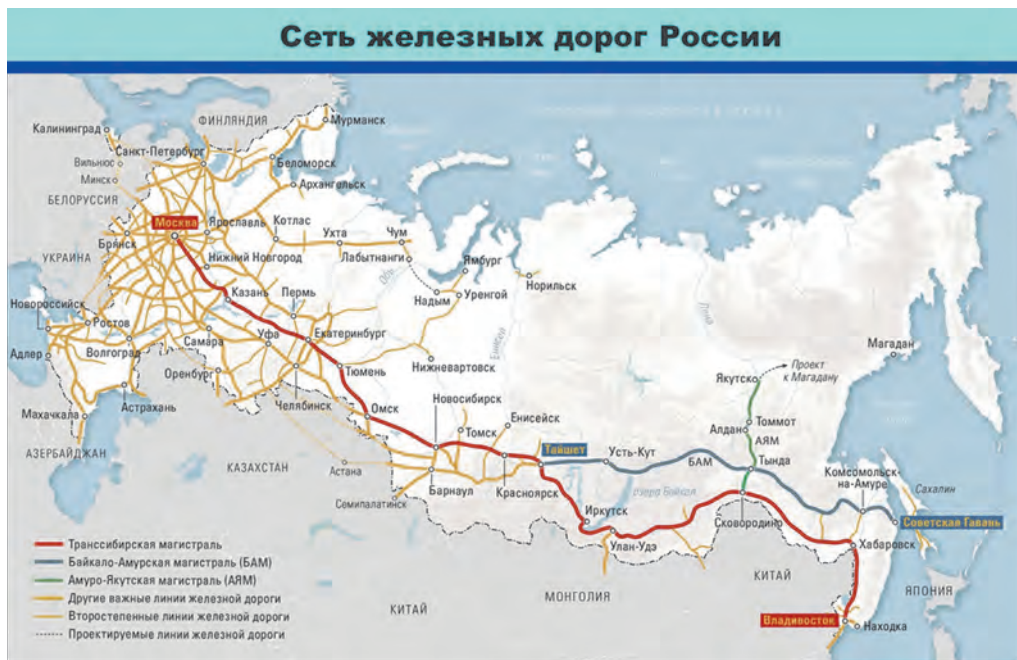 Сеть железных дорог России
ФИНЛЯНДИЯ
Мурманск
Калининград
Санкт-Петербург
Вильнюс
Беломорск
Минск
Архангельск
БЕЛОРУССИЯ
Москва
Ярославль
Котлас
Ухта
Чум
Брянск
Лабытнанги
УКРАИНА
Нижний Новгород
Ямбург
Обь
Норильск
Новороссийск
Казань
Пермь
Надым
Уренгой
Лена
Ростов
Енисей
Самара
Уфа
Екатеринбург
Магадан
Адлер
Волгоград
Нижневартовск
Проект
к Магадану
Оренбург
Тюмень
Якутск
Челябинск
Новосибирск
Махачкала
Астрахань
Омск
Енисейск
Томмот
Томск
Алдан
АЯМ
АЗЕРБАЙДЖАН
Тайшет
Усть-Кут
КАЗАХСТАН
Астана
БАМ
Тында
Комсомольск-
на-Амуре
Барнаул
Красноярск
озеро Байкал
Сахалин
Семипалатинск
Иркутск
Сковородино
Советская Гавань
Улан-Удэ
Хабаровск
Транссибирская магистраль
Байкало-Амурская магистраль (БАМ)
Амуро-Якутская магистраль (АЯМ)
Другие важные линии железной дороги
Второстепенные линии железной дороги
Проектируемые линии железной дороги
КИТАЙ
МОНГОЛИЯ
КИТАЙ
ЯПОНИЯ
Владивосток
Находка